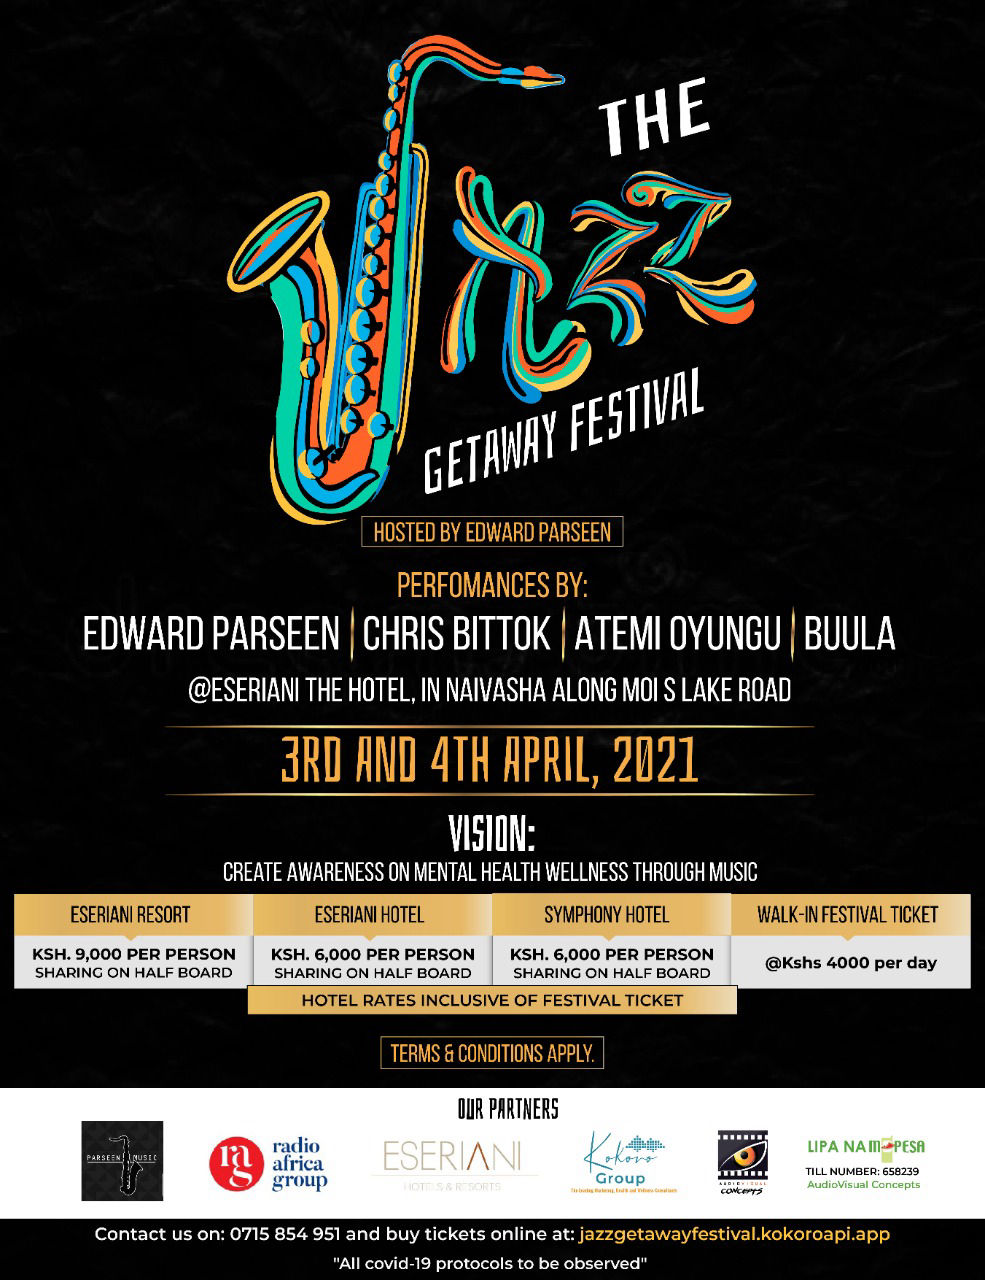 THE
JAZZ
GETAWAY FESTIVAL
HOSTED BY EDWARD PARSEEN
PERFOMANCES BY:
EDWARD PARSEEN | CHRIS BITTOK | ATEMI OYUNGU | BUULA
@ESERIANI THE HOTEL, IN NAIVASHA ALONG MOI S LAKE ROAD
3RD AND 4TH APRIL, 2021
VISION:
CREATE AWARENESS ON MENTAL HEALTH WELLNESS THROUGH MUSIC
ESERIANI RESORT
KSH. 9,000 PER PERSON
SHARING ON HALF BOARD
ESERIANI HOTEL
KSH. 6,000 PER PERSON
SHARING ON HALF BOARD
SYMPHONY HOTEL
KSH. 6,000 PER PERSON
SHARING ON HALF BOARD
WALK-IN FESTIVAL TICKET
@Kshs 4000 per day
HOTEL RATES INCLUSIVE OF FESTIVAL TICKET
TERMS & CONDITIONS APPLY.
OUR PARTNERS
PARSEEN MUSIC
rag
radio
africa
group
ESERIANI
HOTELS & RESORTS
Kokoro
Group
AUDIOVISUAL
CONCEPTS
LIPA NA M-PESA
TILL NUMBER: 658239
AudioVisual Concepts
Contact us on: 0715 854 951 and buy tickets online at: jazzgetawayfestival.kokoroapi.app
"All covid-19 protocols to be observed"